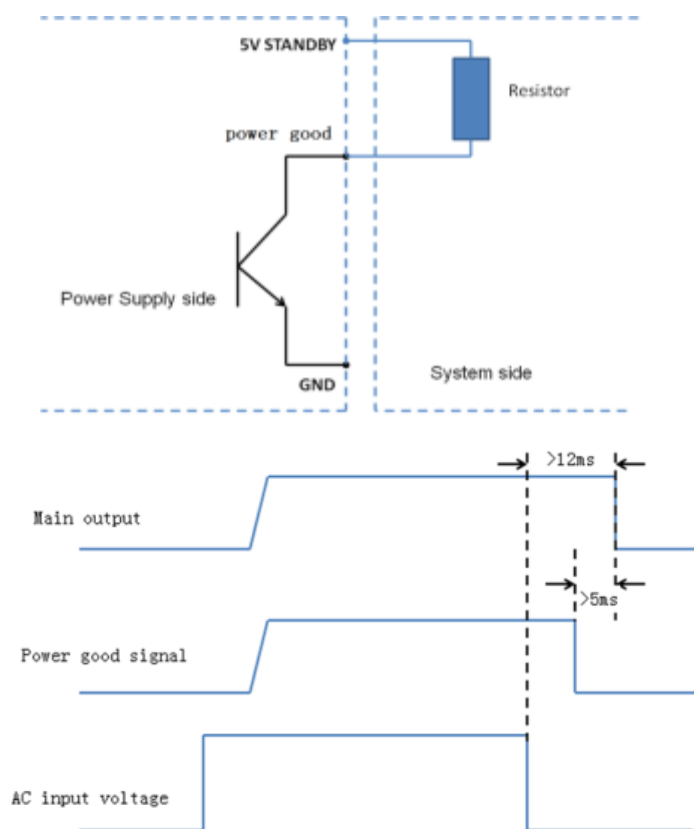 5V STANDBY
Resistor
power good
Power Supply side
System side
GND
>12ms
Main output
>5ms
Power good signal
AC input voltage